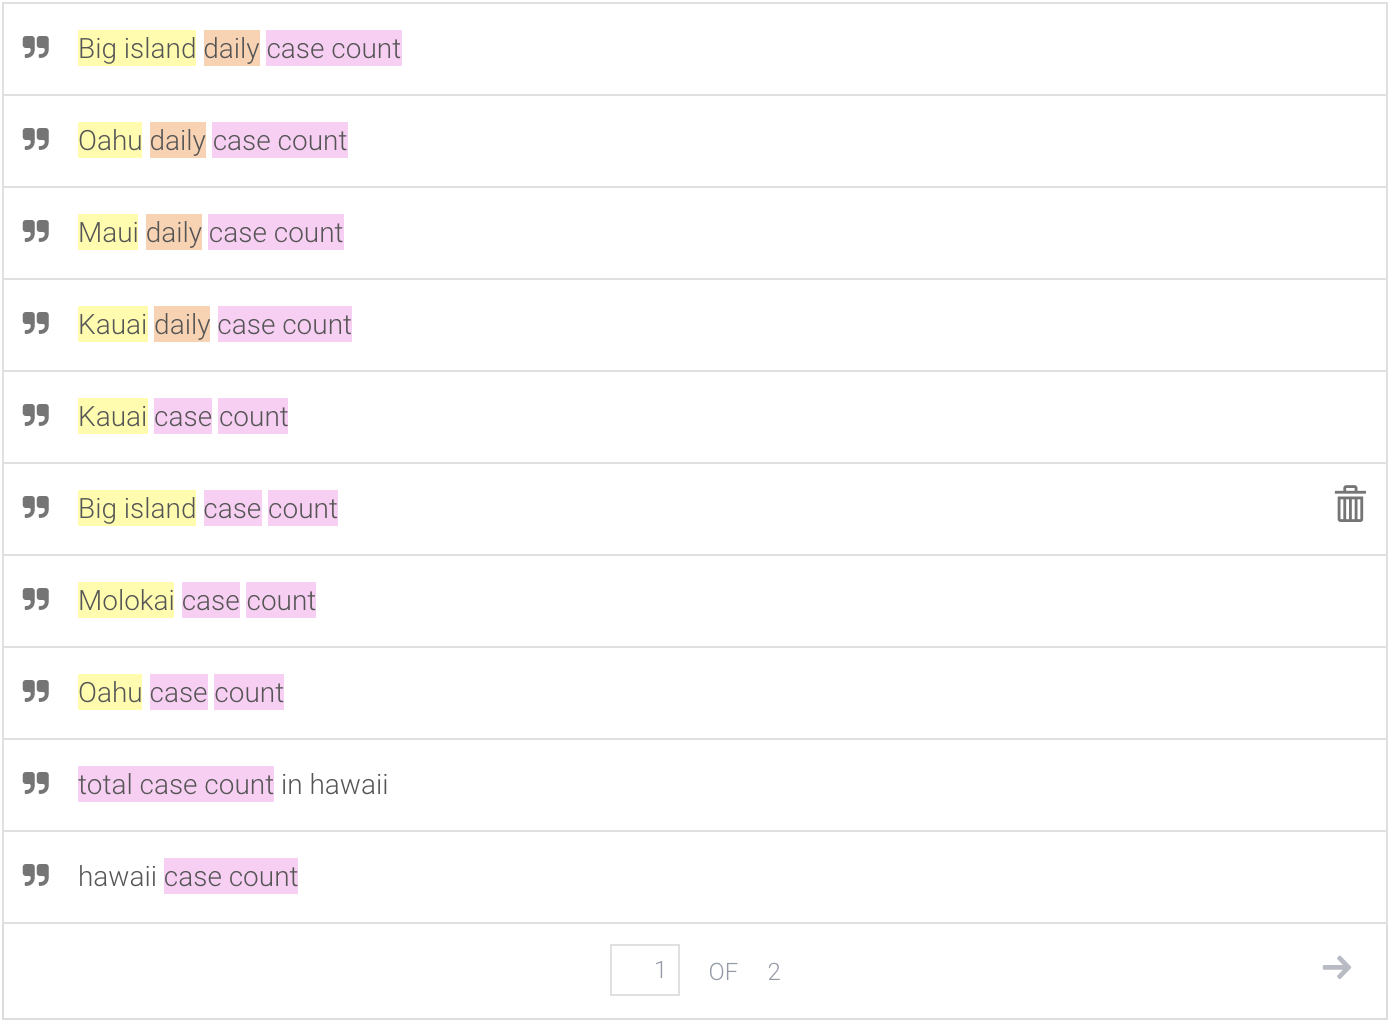 Big island daily case count
Oahu daily case count
Maui daily case count
Kauai daily case count
Kauai case count
Big island case count
Molokai case count
Oahu case count
total case count in hawaii
hawaii case count
1 OF 2